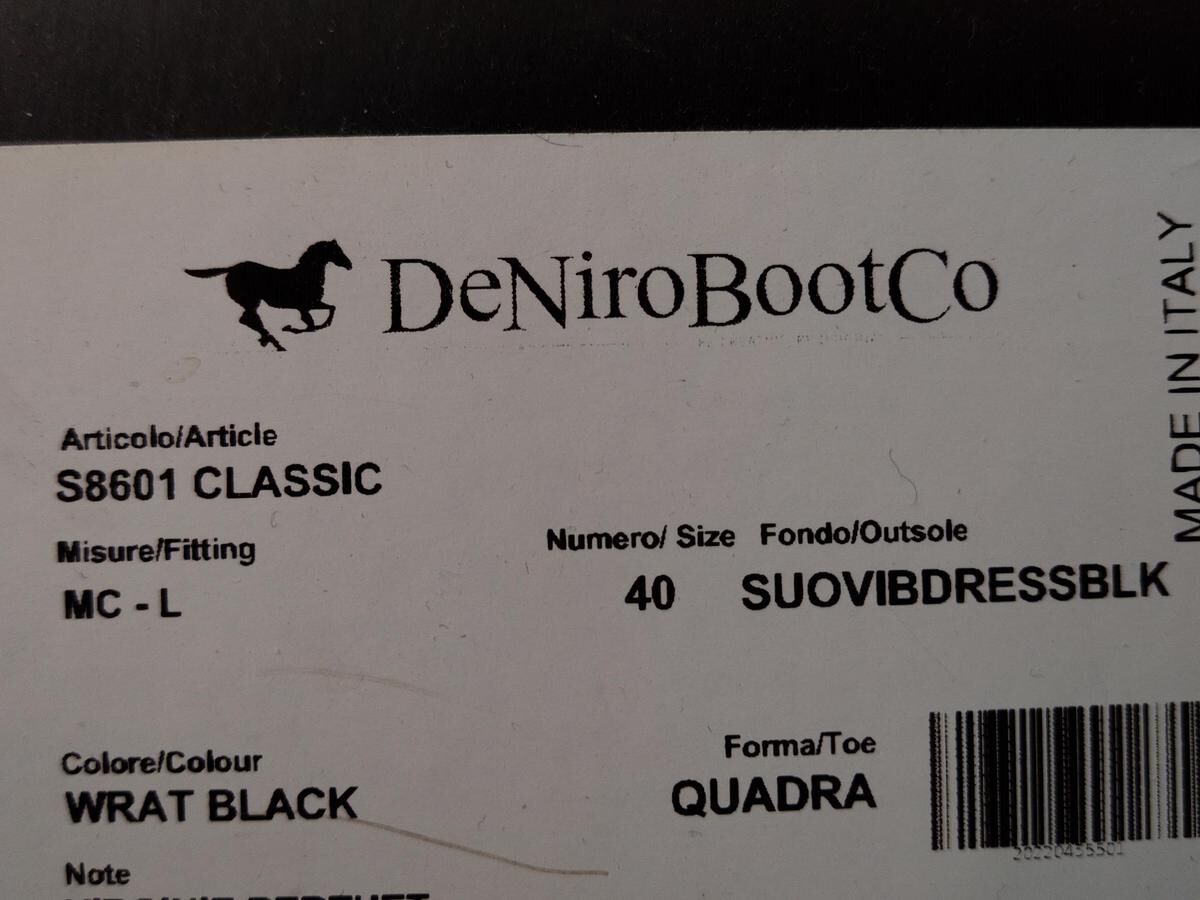 DeNiroBootCo
MADE IN ITALY
Articolo/Article
S8601 CLASSIC
Misure/Fitting
MC - L
Numero/ Size
40
Fondo/Outsole
SUOVIBDRESSBLK
Colore/Colour
WRAT BLACK
Forma/Toe
QUADRA
Note